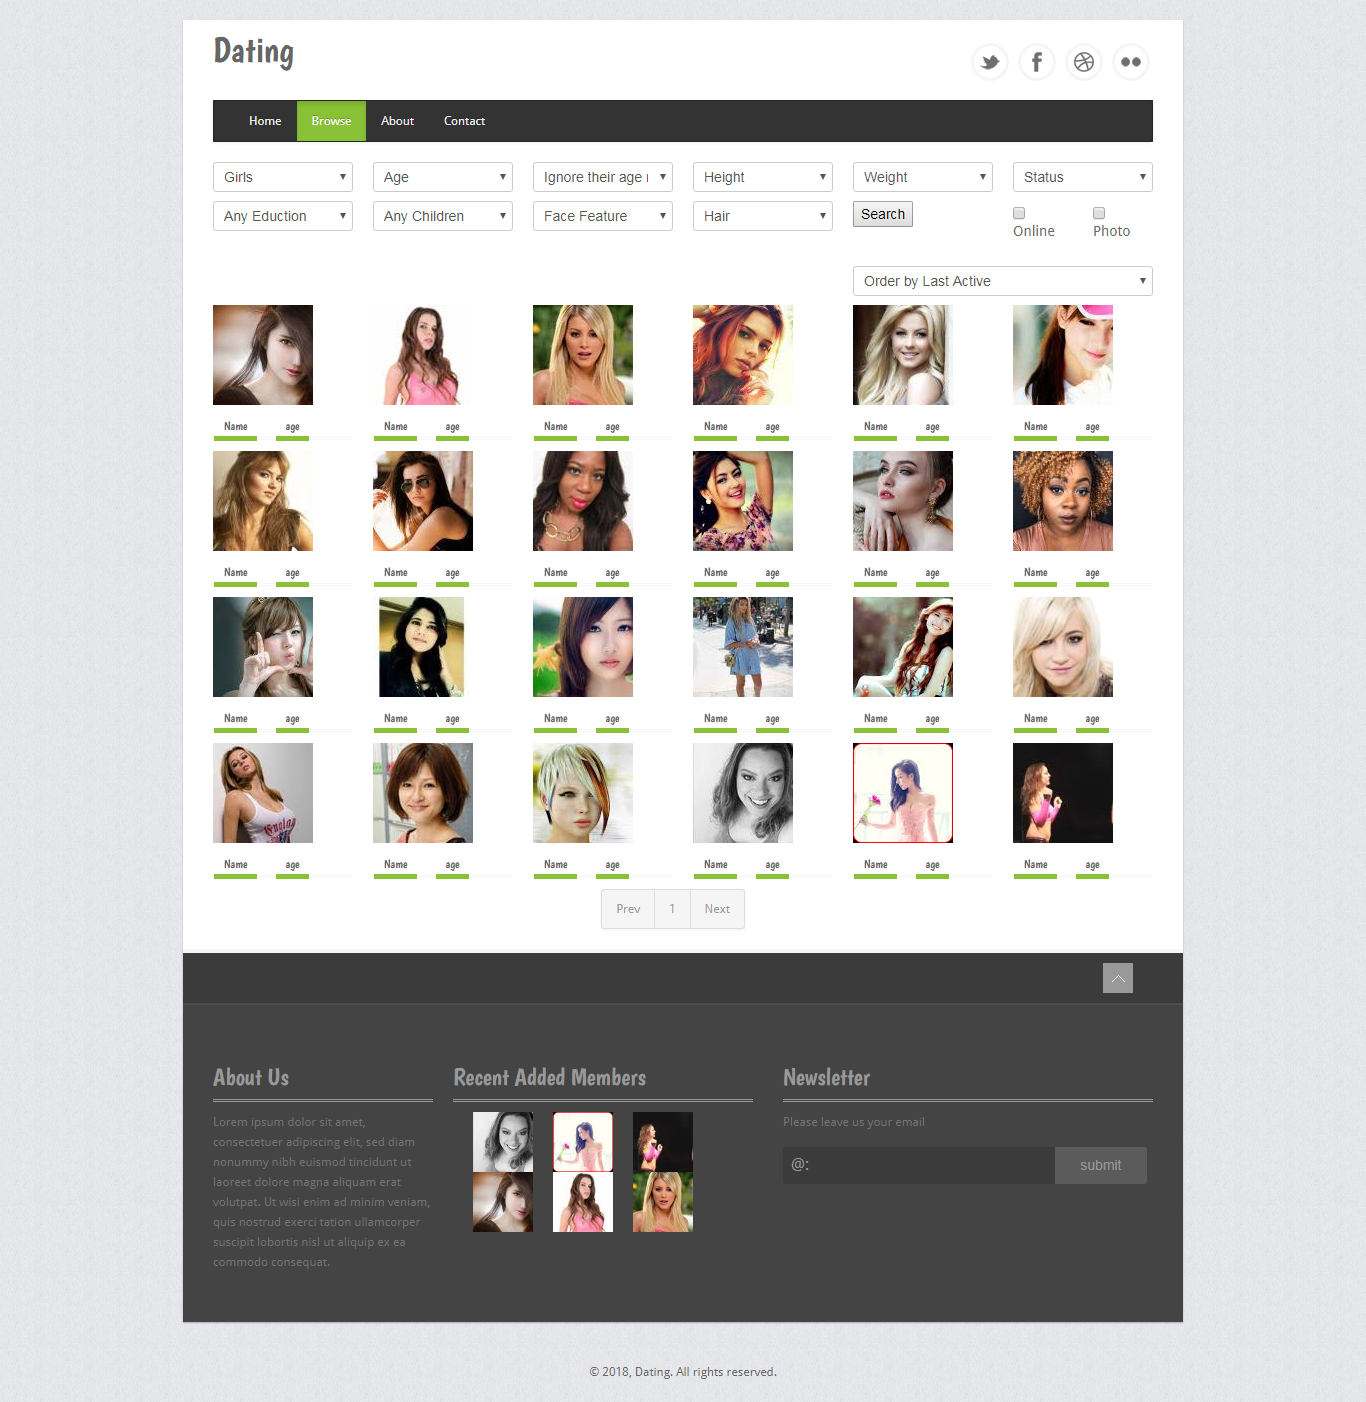 Dating
Home Browse About Contact
Girls Age Ignore their age Height Weight Status
Any Eduction Any Children Face Feature Hair Search Online Photo
Order by Last Active
Name age Name age Name age Name age Name age Name age
Name age Name age Name age Name age Name age Name age
Name age Name age Name age Name age Name age Name age
Name age Name age Name age Name age Name age Name age
Prev 1 Next
About Us
Lorem ipsum dolor sit amet,
consectetuer adipiscing elit, sed diam
nonummy nibh euismod tincidunt ut
laoreet dolore magna aliquam erat
volutpat. Ut wisi enim ad minim veniam,
quis nostrud exerci tation ullamcorper
suscipit lobortis nisl ut aliquip ex ea
commodo consequat.
Recent Added Members
Newsletter
Please leave us your email
@: submit
© 2018, Dating. All rights reserved.